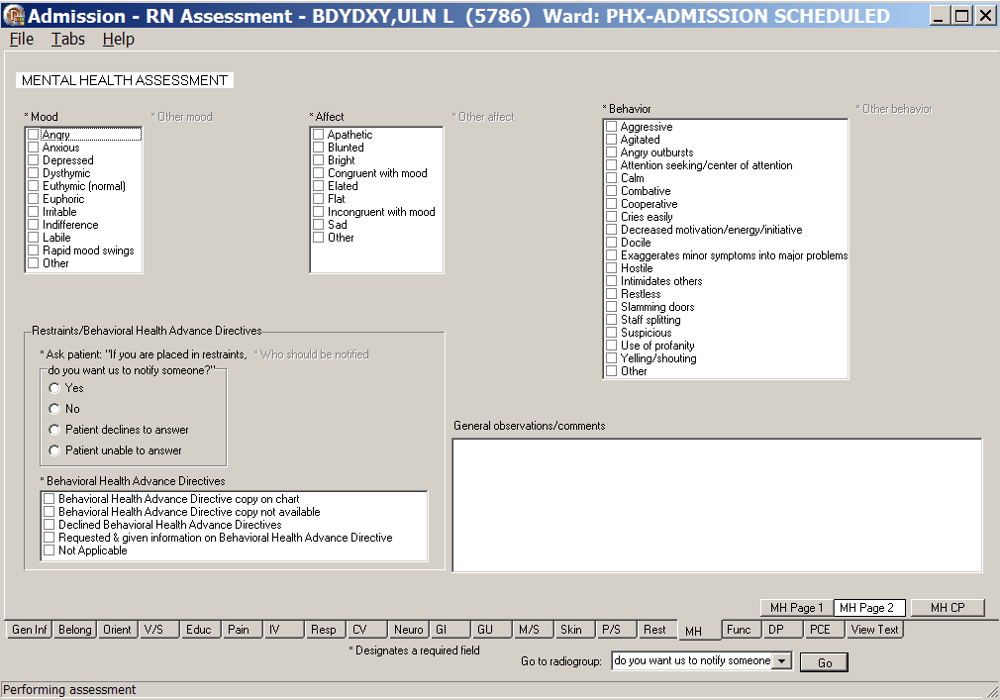 Admission - RN Assessment - BDYDXY,ULN L (5786) Ward: PHX-ADMISSION SCHEDULED
File Tabs Help
MENTAL HEALTH ASSESSMENT
* Mood
* Other mood
Angry
Anxious
Depressed
Dysthymic
Euthymic (normal)
Euphoric
Irritable
Indifference
Labile
Rapid mood swings
Other
* Affect
* Other affect
Apathetic
Blunted
Bright
Congruent with mood
Elated
Flat
Incongruent with mood
Sad
Other
* Behavior
* Other behavior
Aggressive
Agitated
Angry outbursts
Attention seeking/center of attention
Calm
Combative
Cooperative
Cries easily
Decreased motivation/energy/initiative
Docile
Exaggerates minor symptoms into major problems
Hostile
Intimidates others
Restless
Slamming doors
Staff splitting
Suspicious
Use of profanity
Yelling/shouting
Other
Restraints/Behavioral Health Advance Directives
* Ask patient: "If you are placed in restraints,
* Who should be notified
do you want us to notify someone?"
Yes
No
Patient declines to answer
Patient unable to answer
* Behavioral Health Advance Directives
Behavioral Health Advance Directive copy on chart
Behavioral Health Advance Directive copy not available
Declined Behavioral Health Advance Directives
Requested & given information on Behavioral Health Advance Directive
Not Applicable
General observations/comments
MH Page 1 MH Page 2 MH CP
Gen Inf Belong Orient V/S Educ Pain IV Resp CV Neuro GI GU M/S Skin P/S Rest MH Func DP PCE View Text
* Designates a required field
Go to radiogroup: do you want us to notify someone Go
Performing assessment